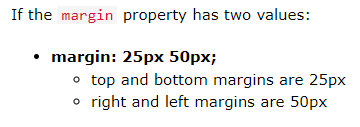 If the margin property has two values:
margin: 25px 50px;
top and bottom margins are 25px
right and left margins are 50px